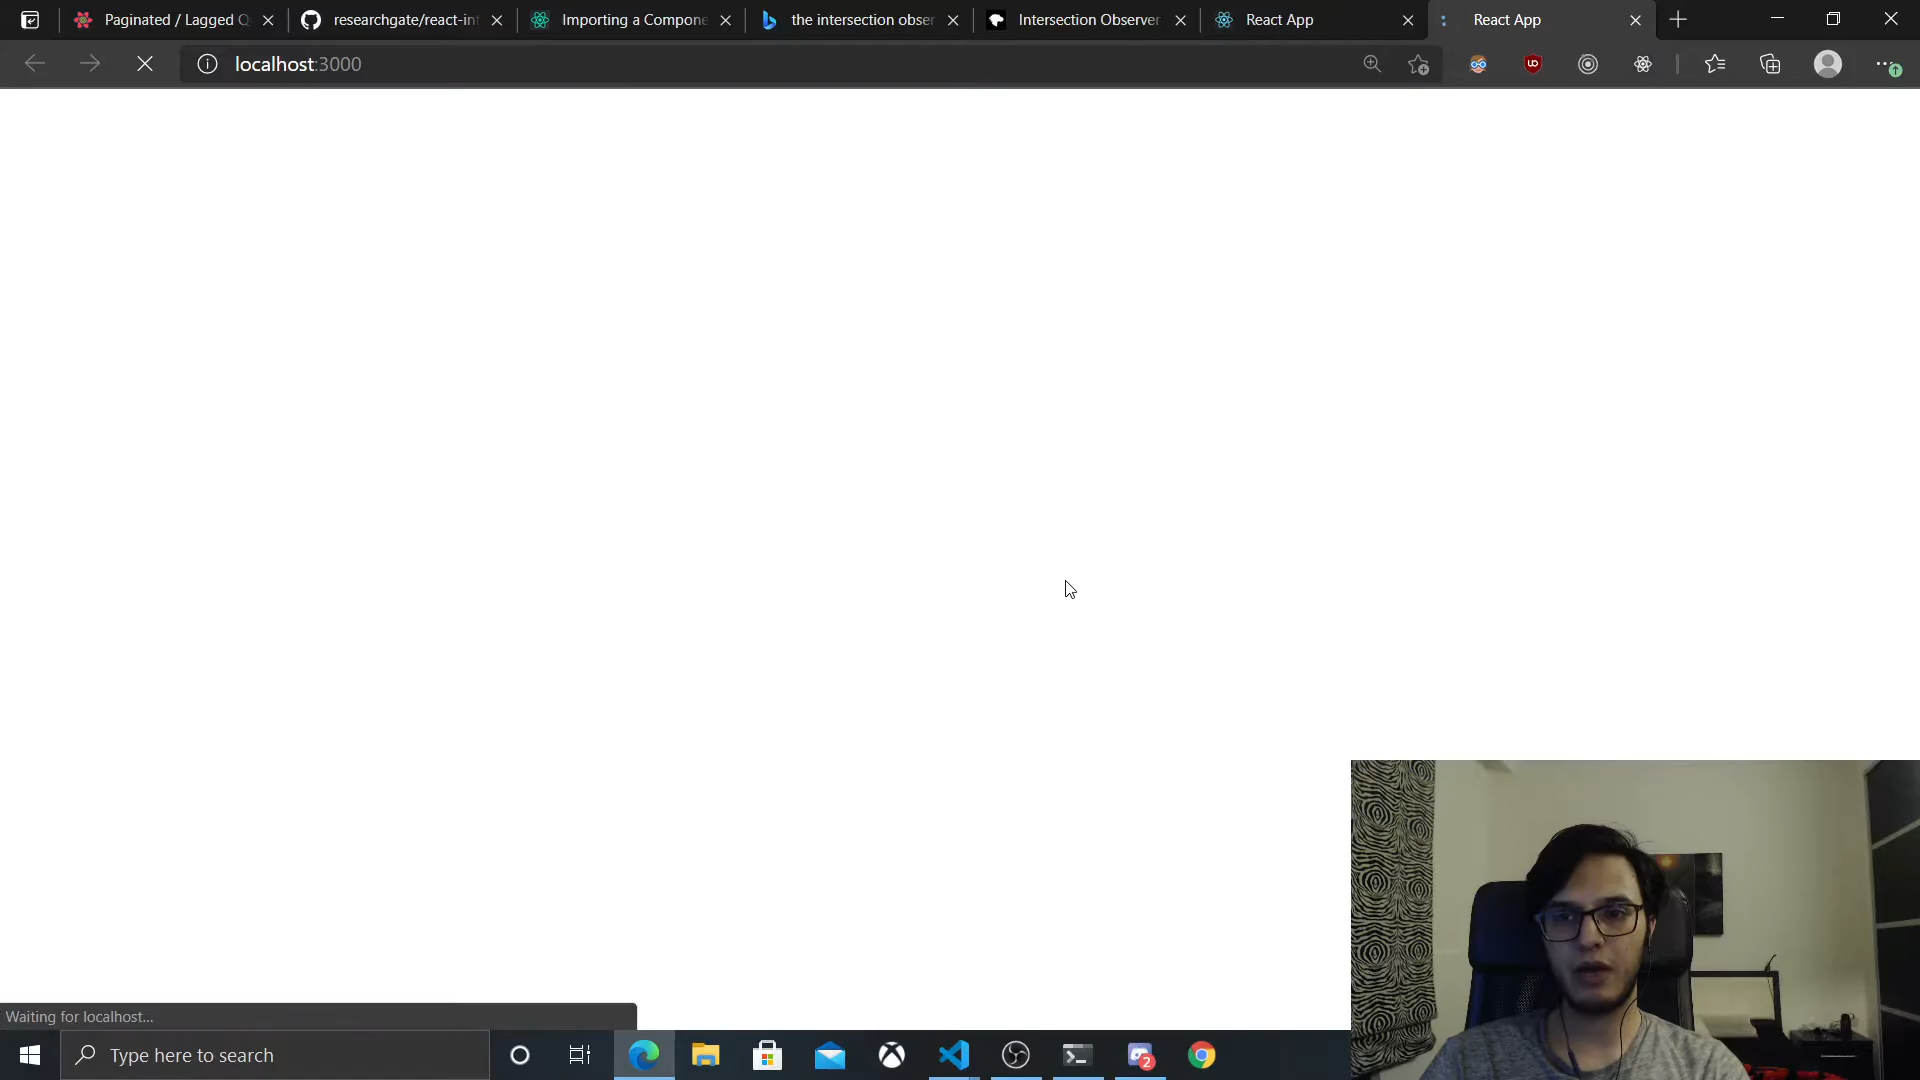 Paginated / Lagged Q
researchgate/react-int
Importing a Compone
the intersection obser
Intersection Observer
React App
React App
localhost:3000
Waiting for localhost...
Type here to search
2